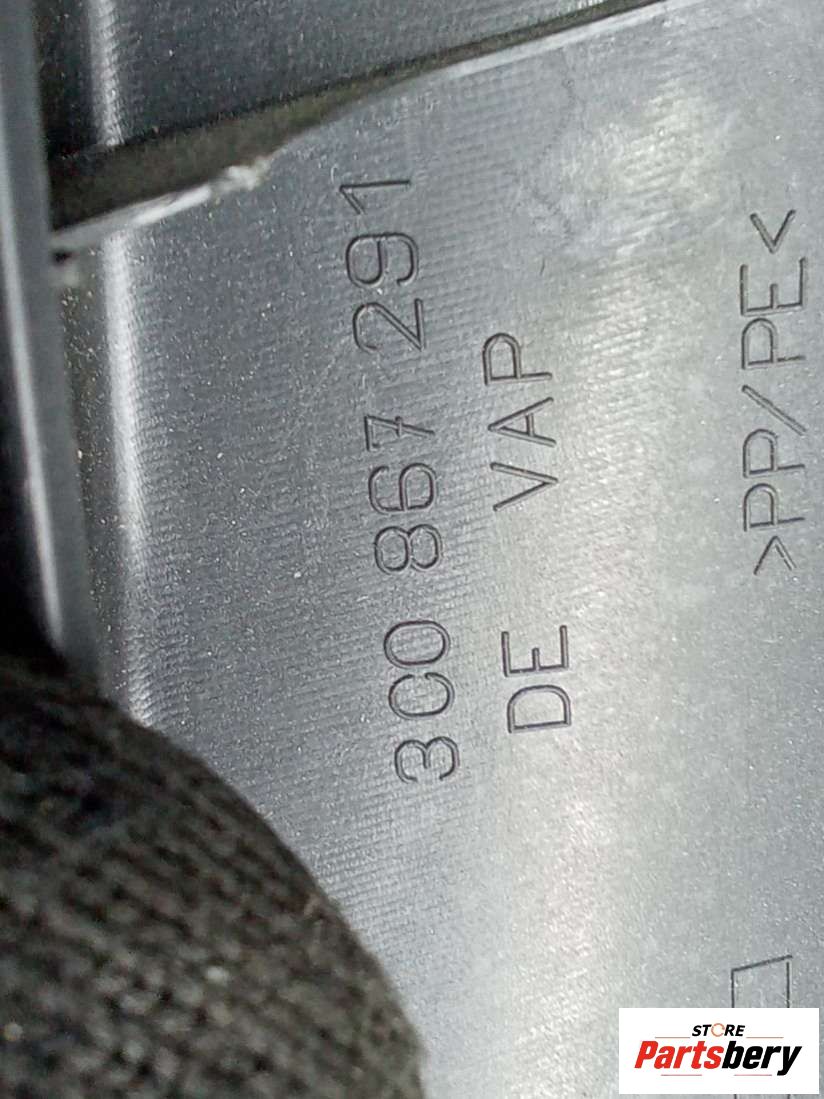 3C0 867 291
DE VAP
>PP/PE<
STORE
Partsbery